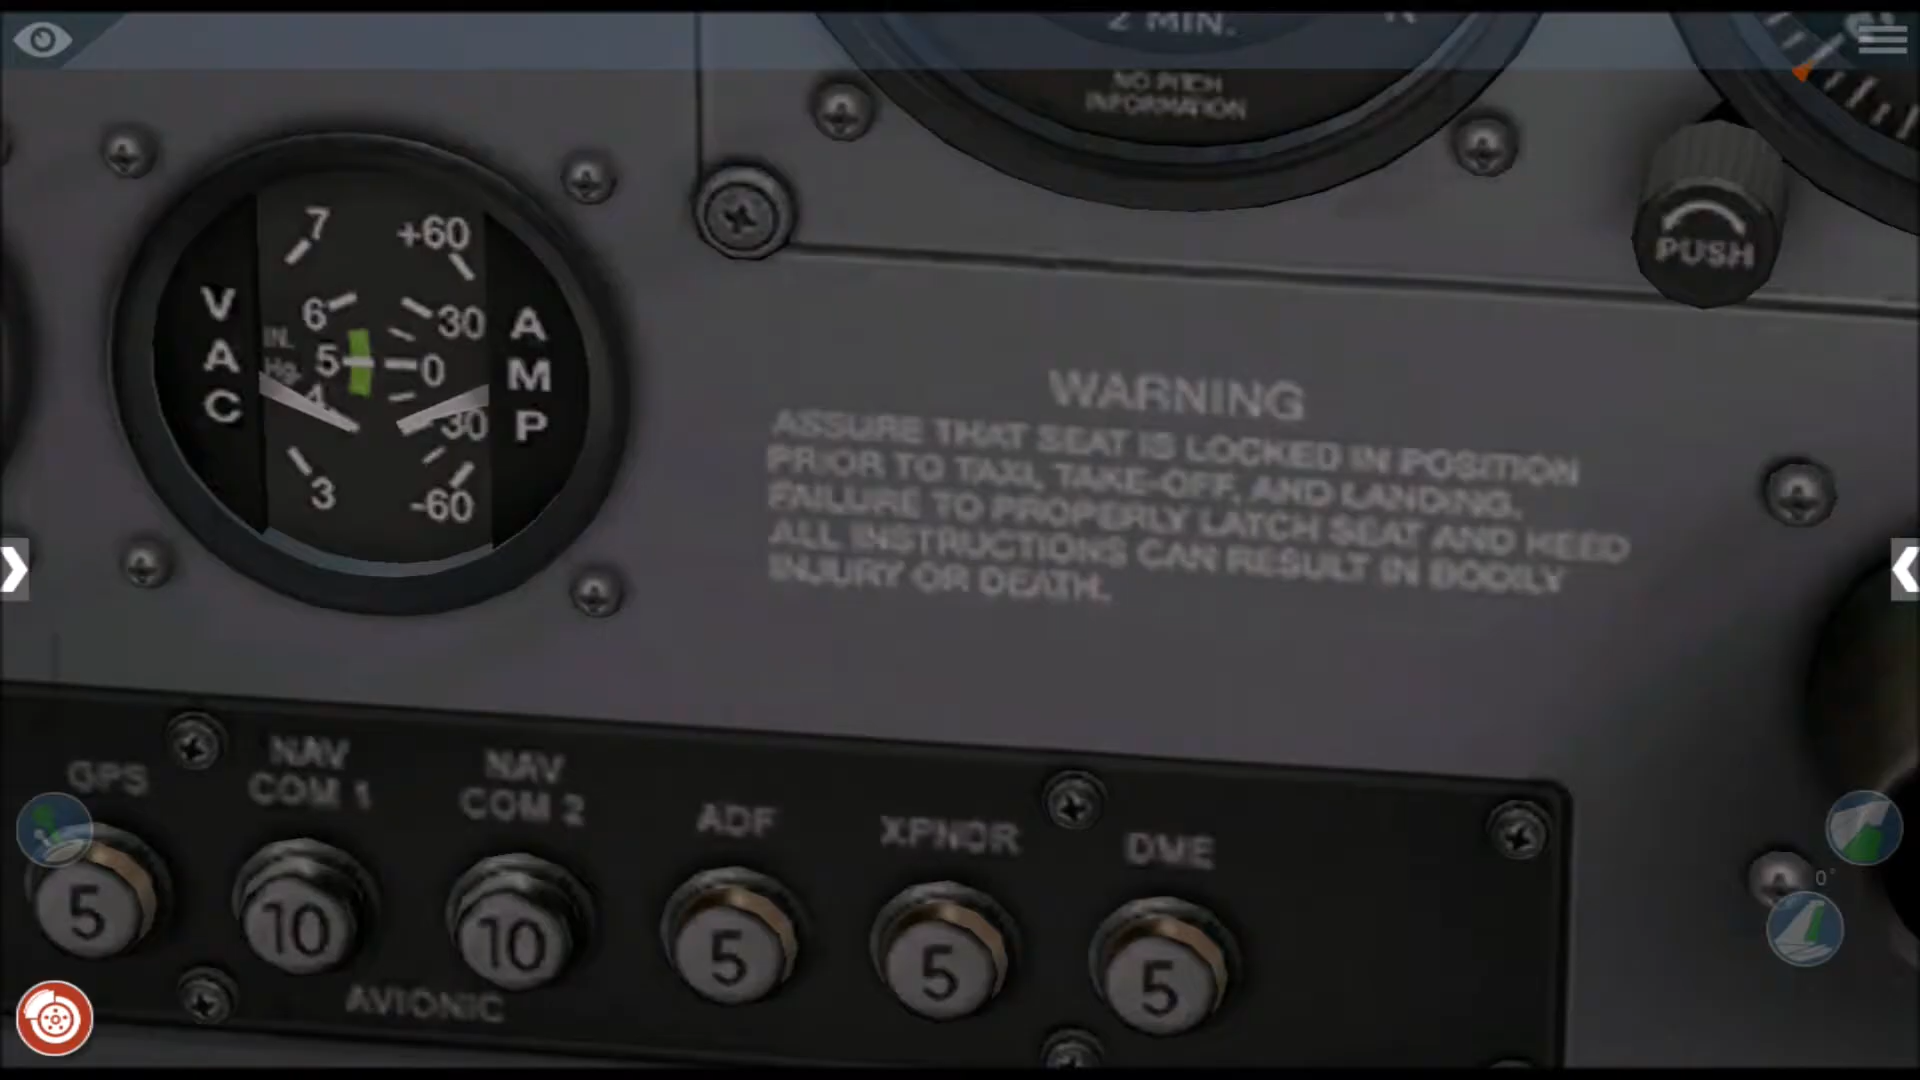 2 MIN.
NO PITCH
INFORMATION
PUSH
7
+60
6
30
VAC
IN.
Hg.
5
0
AMP
4
-30
3
-60
WARNING
ASSURE THAT SEAT IS LOCKED IN POSITION
PRIOR TO TAXI, TAKE-OFF, AND LANDING.
FAILURE TO PROPERLY LATCH SEAT AND HEED
ALL INSTRUCTIONS CAN RESULT IN BODILY
INJURY OR DEATH.
GPS
NAV
COM 1
NAV
COM 2
ADF
XPNDR
DME
0°
5
10
10
5
5
5
AVIONIC